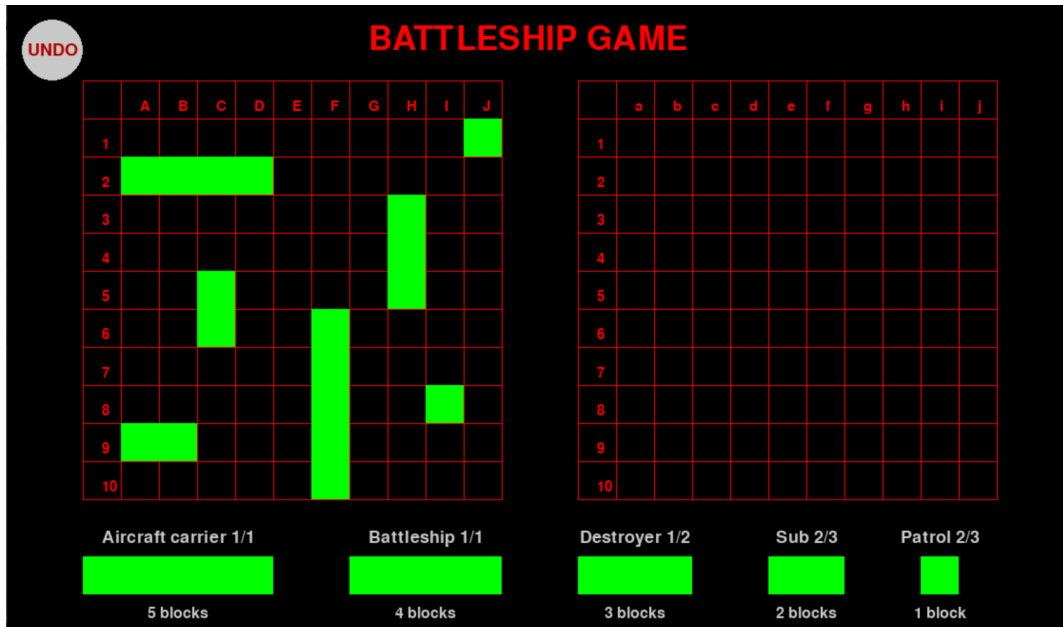 BATTLESHIP GAME
UNDO
A B C D E F G H I J
a b c d e f g h i j
1 1
2 2
3 3
4 4
5 5
6 6
7 7
8 8
9 9
10 10
Aircraft carrier 1/1 Battleship 1/1 Destroyer 1/2 Sub 2/3 Patrol 2/3
5 blocks 4 blocks 3 blocks 2 blocks 1 block